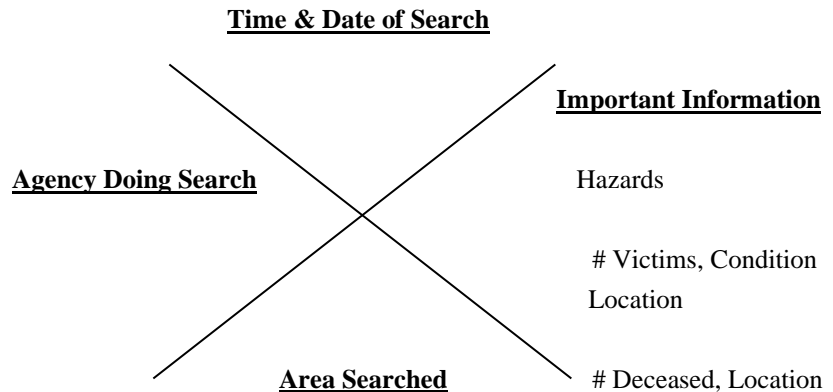 Time & Date of Search
Important Information
Agency Doing Search
Hazards
# Victims, Condition
Location
Area Searched
# Deceased, Location